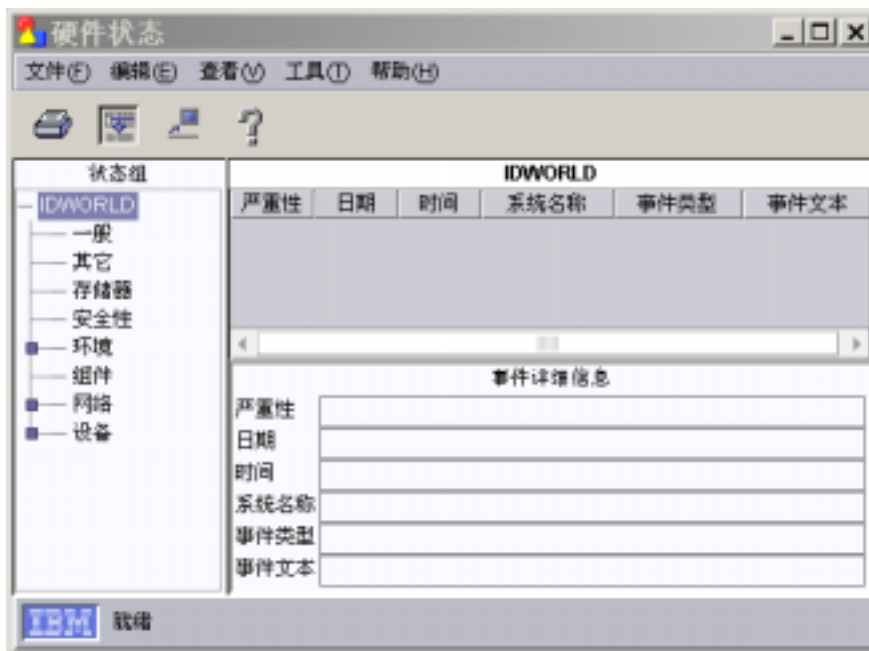 硬件状态
文件(F) 编辑(E) 查看(V) 工具(T) 帮助(H)
状态组
IDWORLD
一般
其它
存储器
安全性
环境
组件
网络
设备
IDWORLD
严重性 日期 时间 系统名称 事件类型 事件文本
事件详细信息
严重性
日期
时间
系统名称
事件类型
事件文本
IBM 就绪